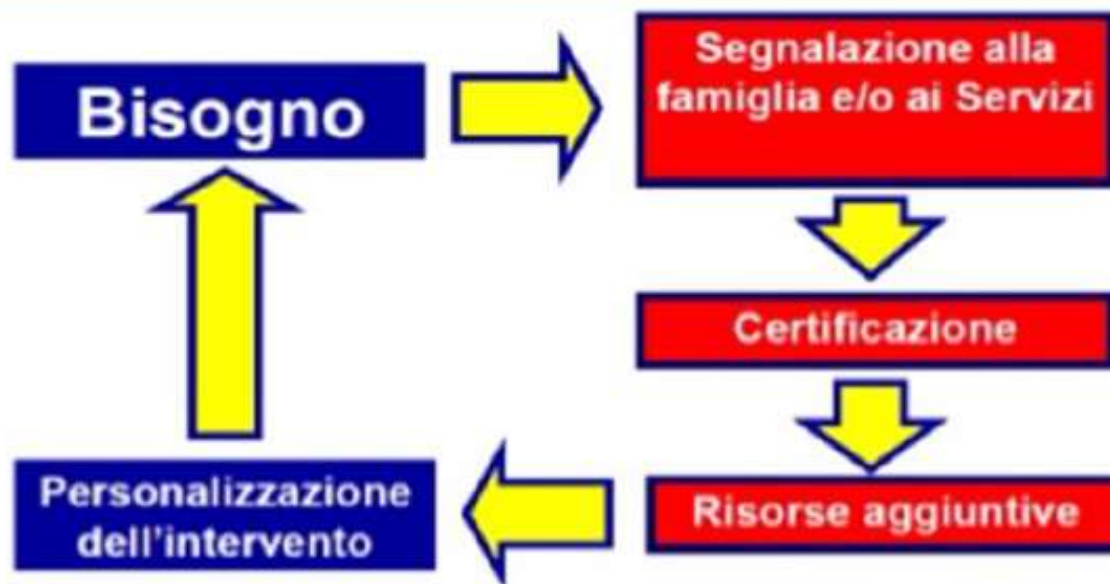 Bisogno
Segnalazione alla
famiglia e/o ai Servizi
Certificazione
Risorse aggiuntive
Personalizzazione
dell'intervento